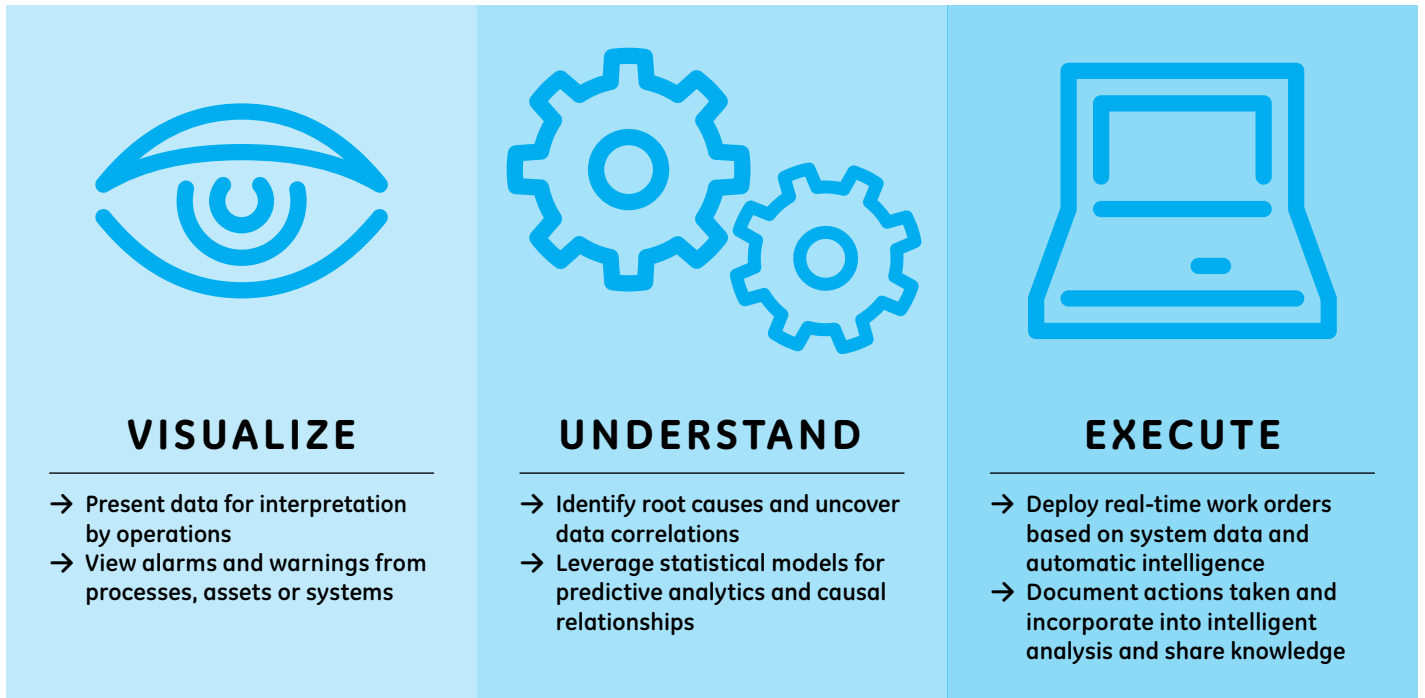 VISUALIZE
→ Present data for interpretation
by operations
→ View alarms and warnings from
processes, assets or systems
UNDERSTAND
→ Identify root causes and uncover
data correlations
→ Leverage statistical models for
predictive analytics and causal
relationships
EXECUTE
→ Deploy real-time work orders
based on system data and
automatic intelligence
→ Document actions taken and
incorporate into intelligent
analysis and share knowledge